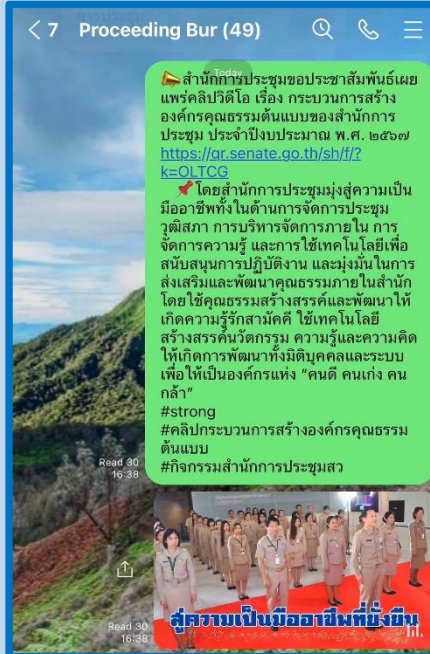 7 Proceeding Bur (49)
Today
📣สำนักการประชุมขอประชาสัมพันธ์เผย
แพร่คลิปวิดีโอ เรื่อง กระบวนการสร้าง
องค์กรคุณธรรมต้นแบบของสำนักการ
ประชุม ประจำปีงบประมาณ พ.ศ. ๒๕๖๗
https://qr.senate.go.th/sh/f/?
k=OLTCG
📌โดยสำนักการประชุมมุ่งสู่ความเป็น
มืออาชีพทั้งในด้านการจัดการประชุม
วุฒิสภา การบริหารจัดการภายใน การ
จัดการความรู้ และการใช้เทคโนโลยีเพื่อ
สนับสนุนการปฏิบัติงาน และมุ่งมั่นในการ
ส่งเสริมและพัฒนาคุณธรรมภายในสำนัก
โดยใช้คุณธรรมสร้างสรรค์และพัฒนาให้
เกิดความรู้รักสามัคคี ใช้เทคโนโลยี
สร้างสรรค์นวัตกรรม ความรู้และความคิด
ให้เกิดการพัฒนาทั้งมิติบุคคลและระบบ
เพื่อให้เป็นองค์กรแห่ง "คนดี คนเก่ง คน
กล้า"
#strong
#คลิปกระบวนการสร้างองค์กรคุณธรรม
ต้นแบบ
#กิจกรรมสำนักการประชุมสว
Read 30
16:38
สู่ความเป็นมืออาชีพที่ยั่งยืน
Read 30
16:38